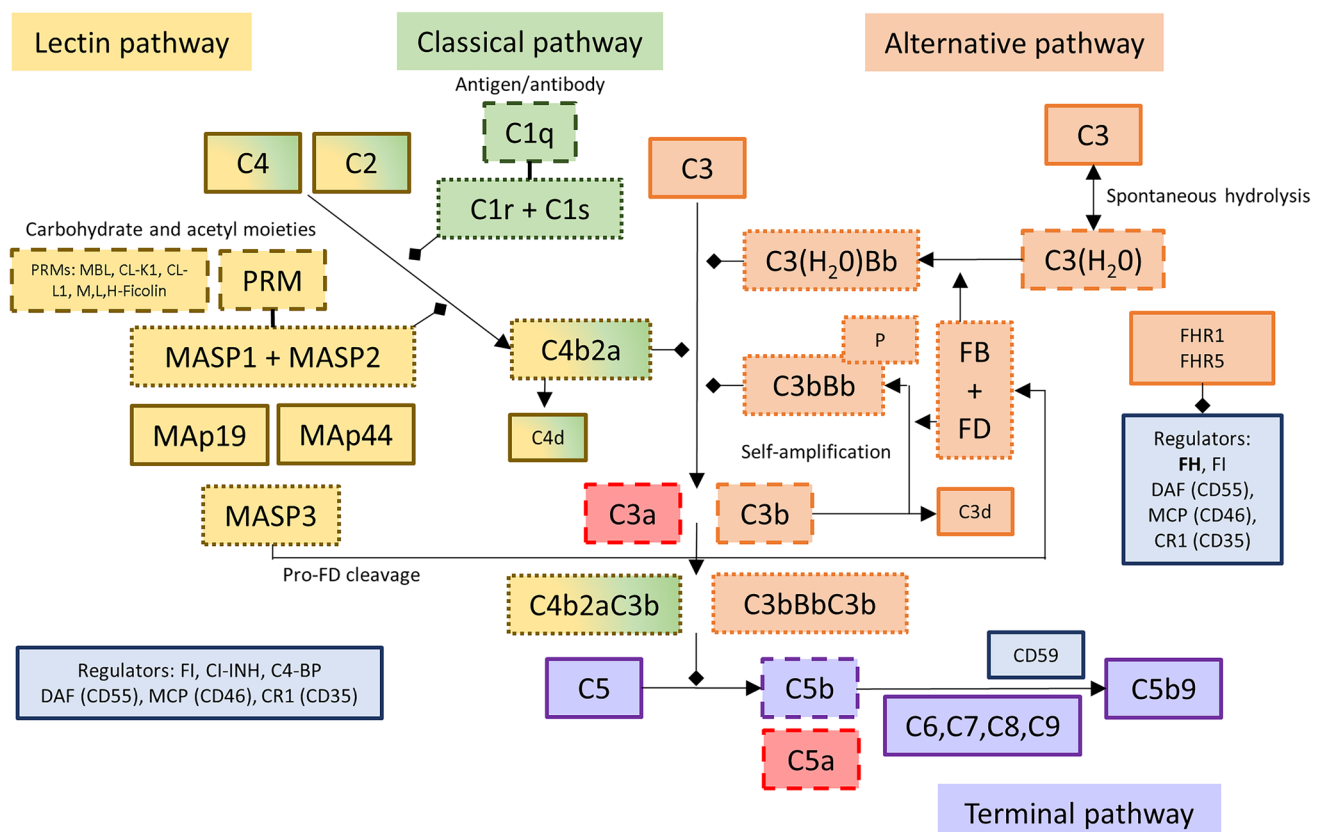 Lectin pathway
Classical pathway
Alternative pathway
Antigen/antibody
C1q
C4
C2
C3
C3
C1r + C1s
Spontaneous hydrolysis
Carbohydrate and acetyl moieties
PRMs: MBL, CL-K1, CL-
L1, M,L,H-Ficolin
PRM
C3(H₂0)Bb
C3(H₂0)
MASP1 + MASP2
C4b2a
P
C3bBb
FB
+
FD
FHR1
FHR5
MAp19
MAp44
C4d
Self-amplification
Regulators:
FH, FI
DAF (CD55),
MCP (CD46),
CR1 (CD35)
MASP3
C3a
C3b
C3d
Pro-FD cleavage
C4b2aC3b
C3bBbC3b
Regulators: FI, CI-INH, C4-BP
DAF (CD55), MCP (CD46), CR1 (CD35)
C5
C5b
CD59
C5b9
C6,C7,C8,C9
C5a
Terminal pathway